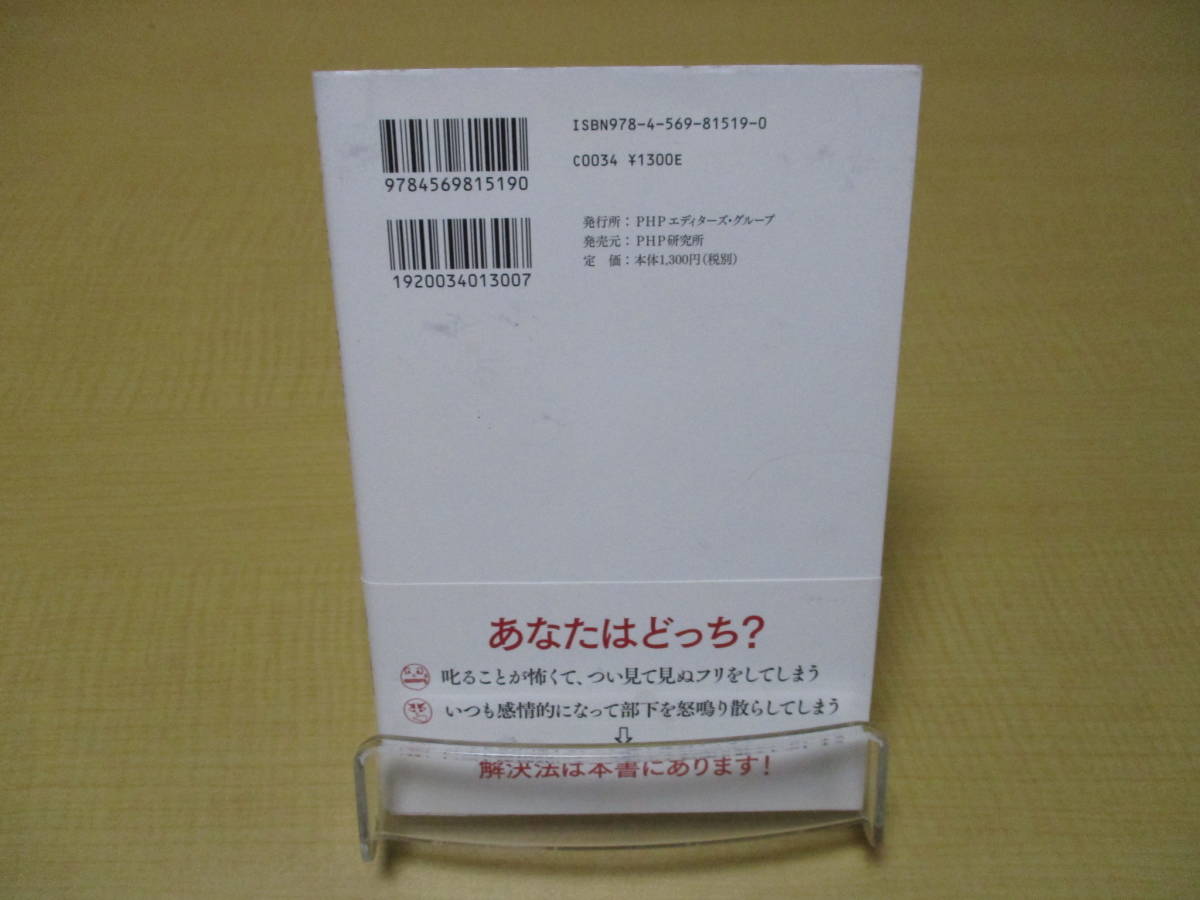 ISBN978-4-569-81519-0
C0034 ¥1300E
9784569815190
発行所：PHPエディターズ・グループ
発売元：PHP研究所
定　価：本体1,300円（税別）
1920034013007
あなたはどっち？
叱ることが怖くて、つい見て見ぬフリをしてしまう
いつも感情的になって部下を怒鳴り散らしてしまう
⇩
解決法は本書にあります！